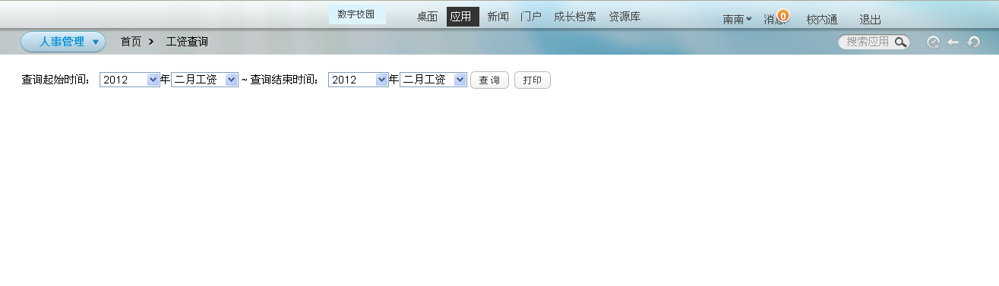 数字校园 桌面 应用 新闻 门户 成长档案 资源库 南南 消息 0 校内通 退出
人事管理 首页 工资查询 搜索应用
查询起始时间: 2012 年 二月工资 ~ 查询结束时间: 2012 年 二月工资 查 询 打印